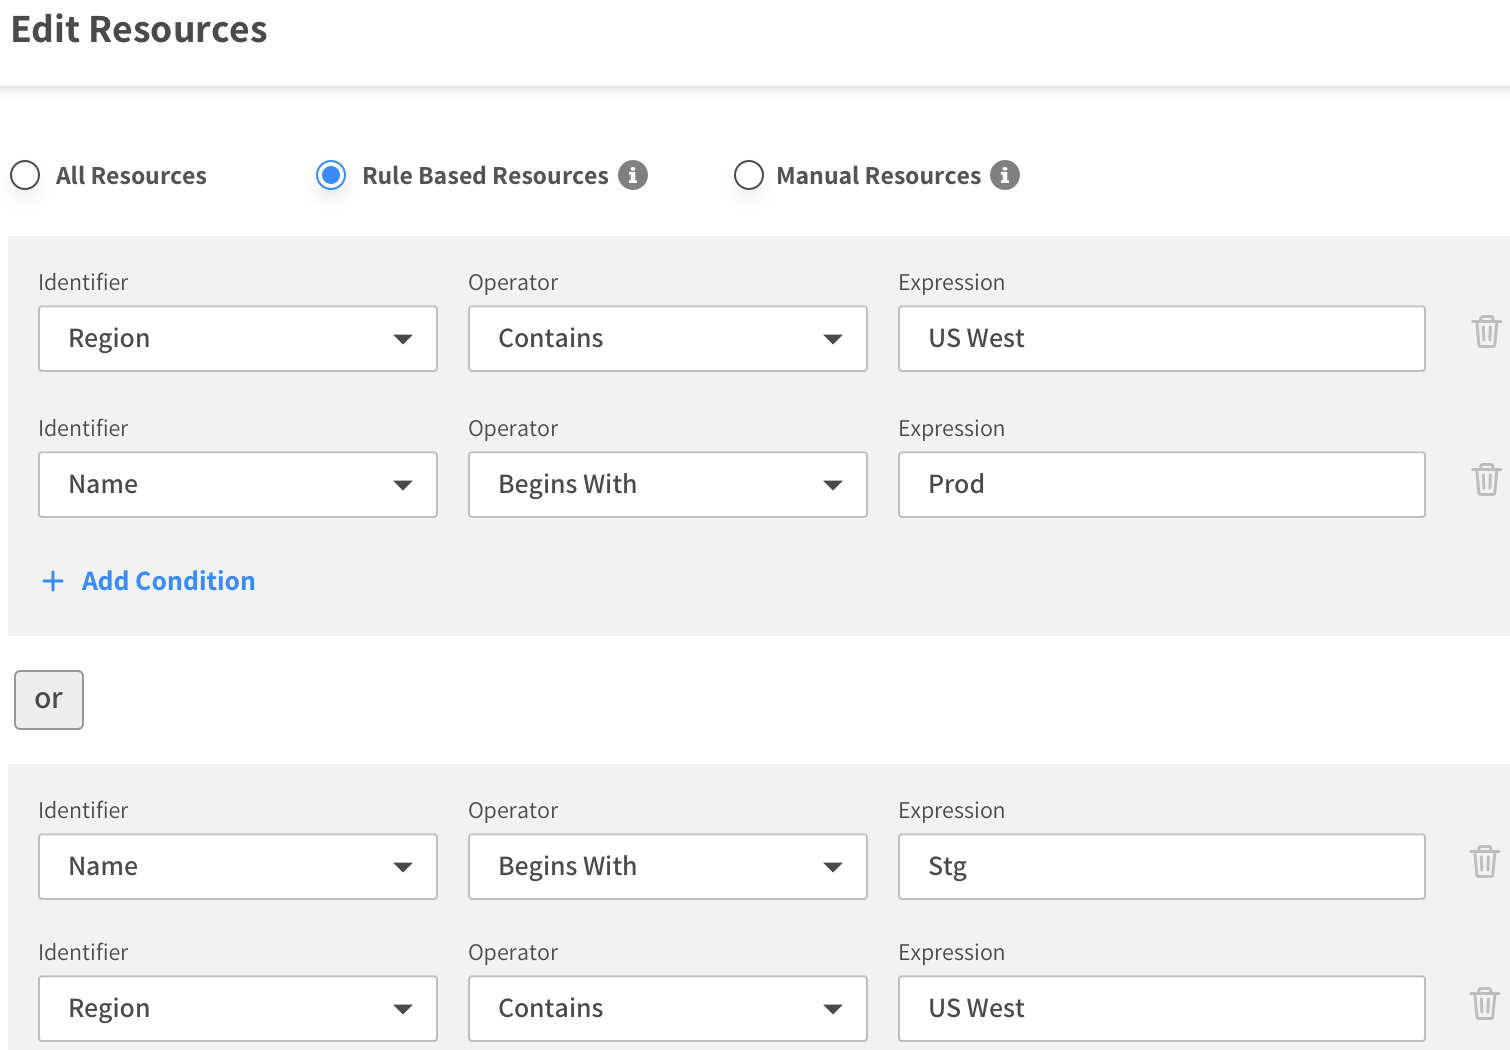 Edit Resources
All Resources Rule Based Resources i Manual Resources i
Identifier Operator Expression
Region Contains US West
Identifier Operator Expression
Name Begins With Prod
+ Add Condition
or
Identifier Operator Expression
Name Begins With Stg
Identifier Operator Expression
Region Contains US West